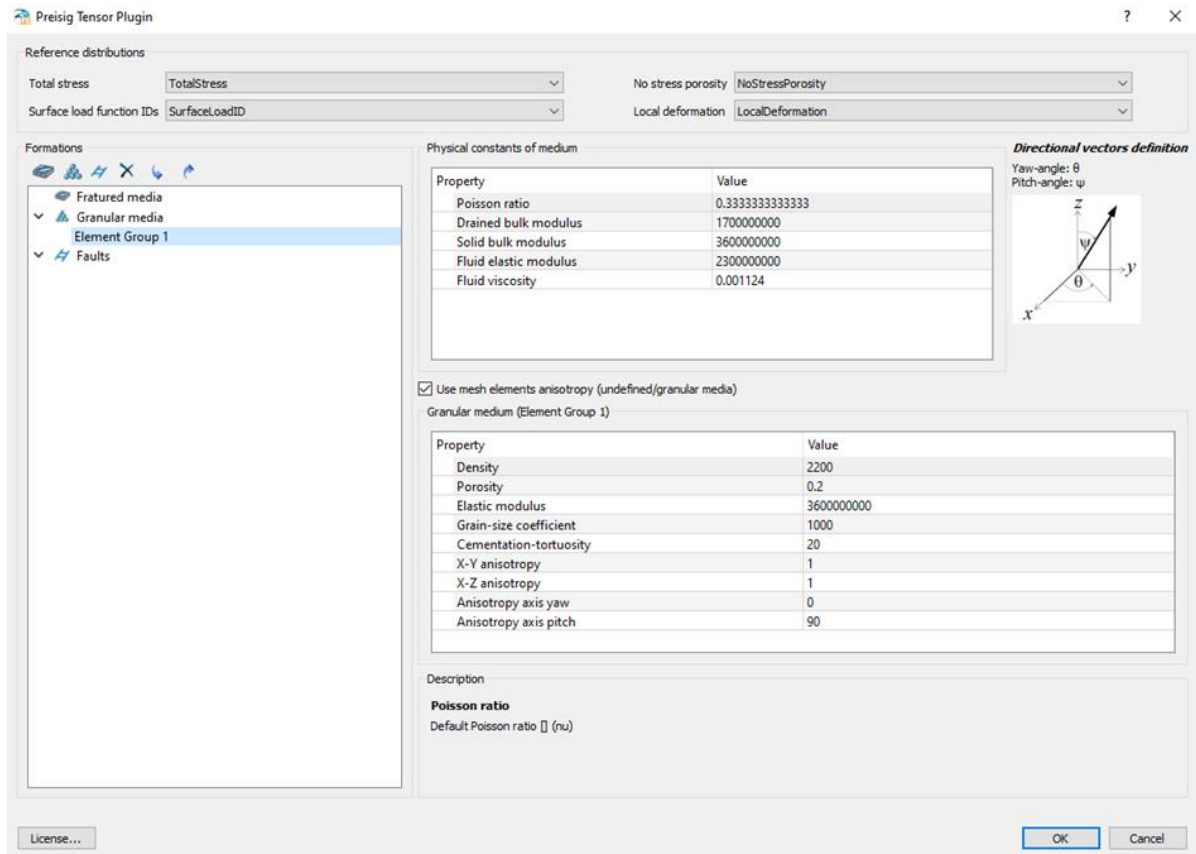 Preisig Tensor Plugin
?
Reference distributions
Total stress TotalStress No stress porosity NoStressPorosity
Surface load function IDs SurfaceLoadID Local deformation LocalDeformation
Formations
Fratured media
Granular media
Element Group 1
Faults
Physical constants of medium
Property Value
Poisson ratio 0.3333333333333
Drained bulk modulus 1700000000
Solid bulk modulus 3600000000
Fluid elastic modulus 2300000000
Fluid viscosity 0.001124
Directional vectors definition
Yaw-angle: θ
Pitch-angle: ψ
z
ψ
y
θ
x
Use mesh elements anisotropy (undefined/granular media)
Granular medium (Element Group 1)
Property Value
Density 2200
Porosity 0.2
Elastic modulus 3600000000
Grain-size coefficient 1000
Cementation-tortuosity 20
X-Y anisotropy 1
X-Z anisotropy 1
Anisotropy axis yaw 0
Anisotropy axis pitch 90
Description
Poisson ratio
Default Poisson ratio [] (nu)
License...
OK
Cancel